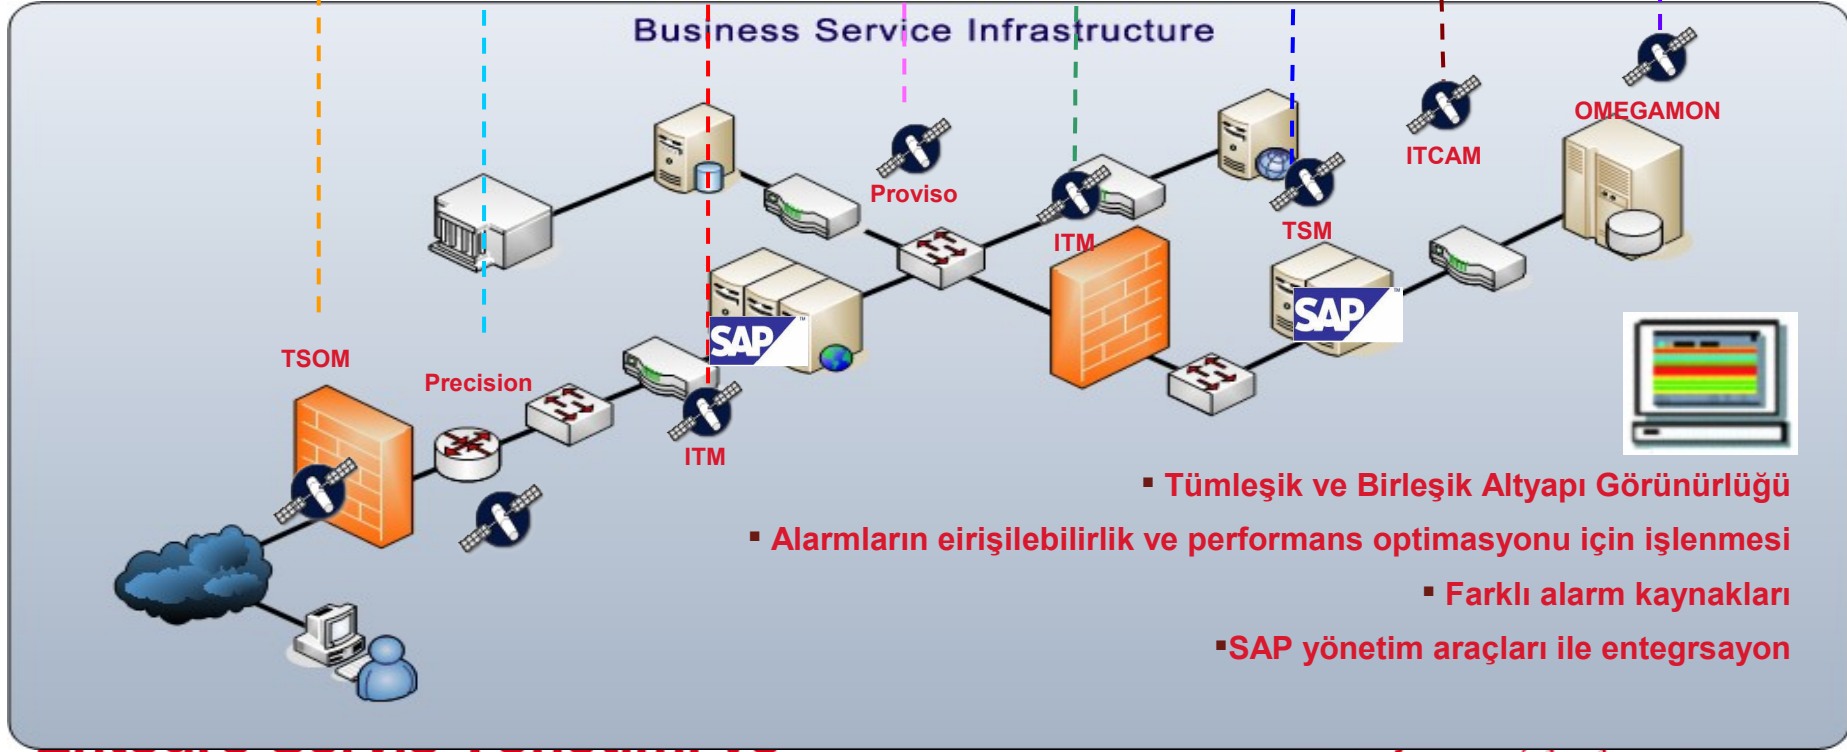 Business Service Infrastructure
OMEGAMON
ITCAM
Proviso
TSM
ITM
SAP
SAP
TSOM
Precision
ITM
▪ Tümleşik ve Birleşik Altyapı Görünürlüğü
▪ Alarmların eirişilebilirlik ve performans optimasyonu için işlenmesi
▪ Farklı alarm kaynakları
▪SAP yönetim araçları ile entegrsayon